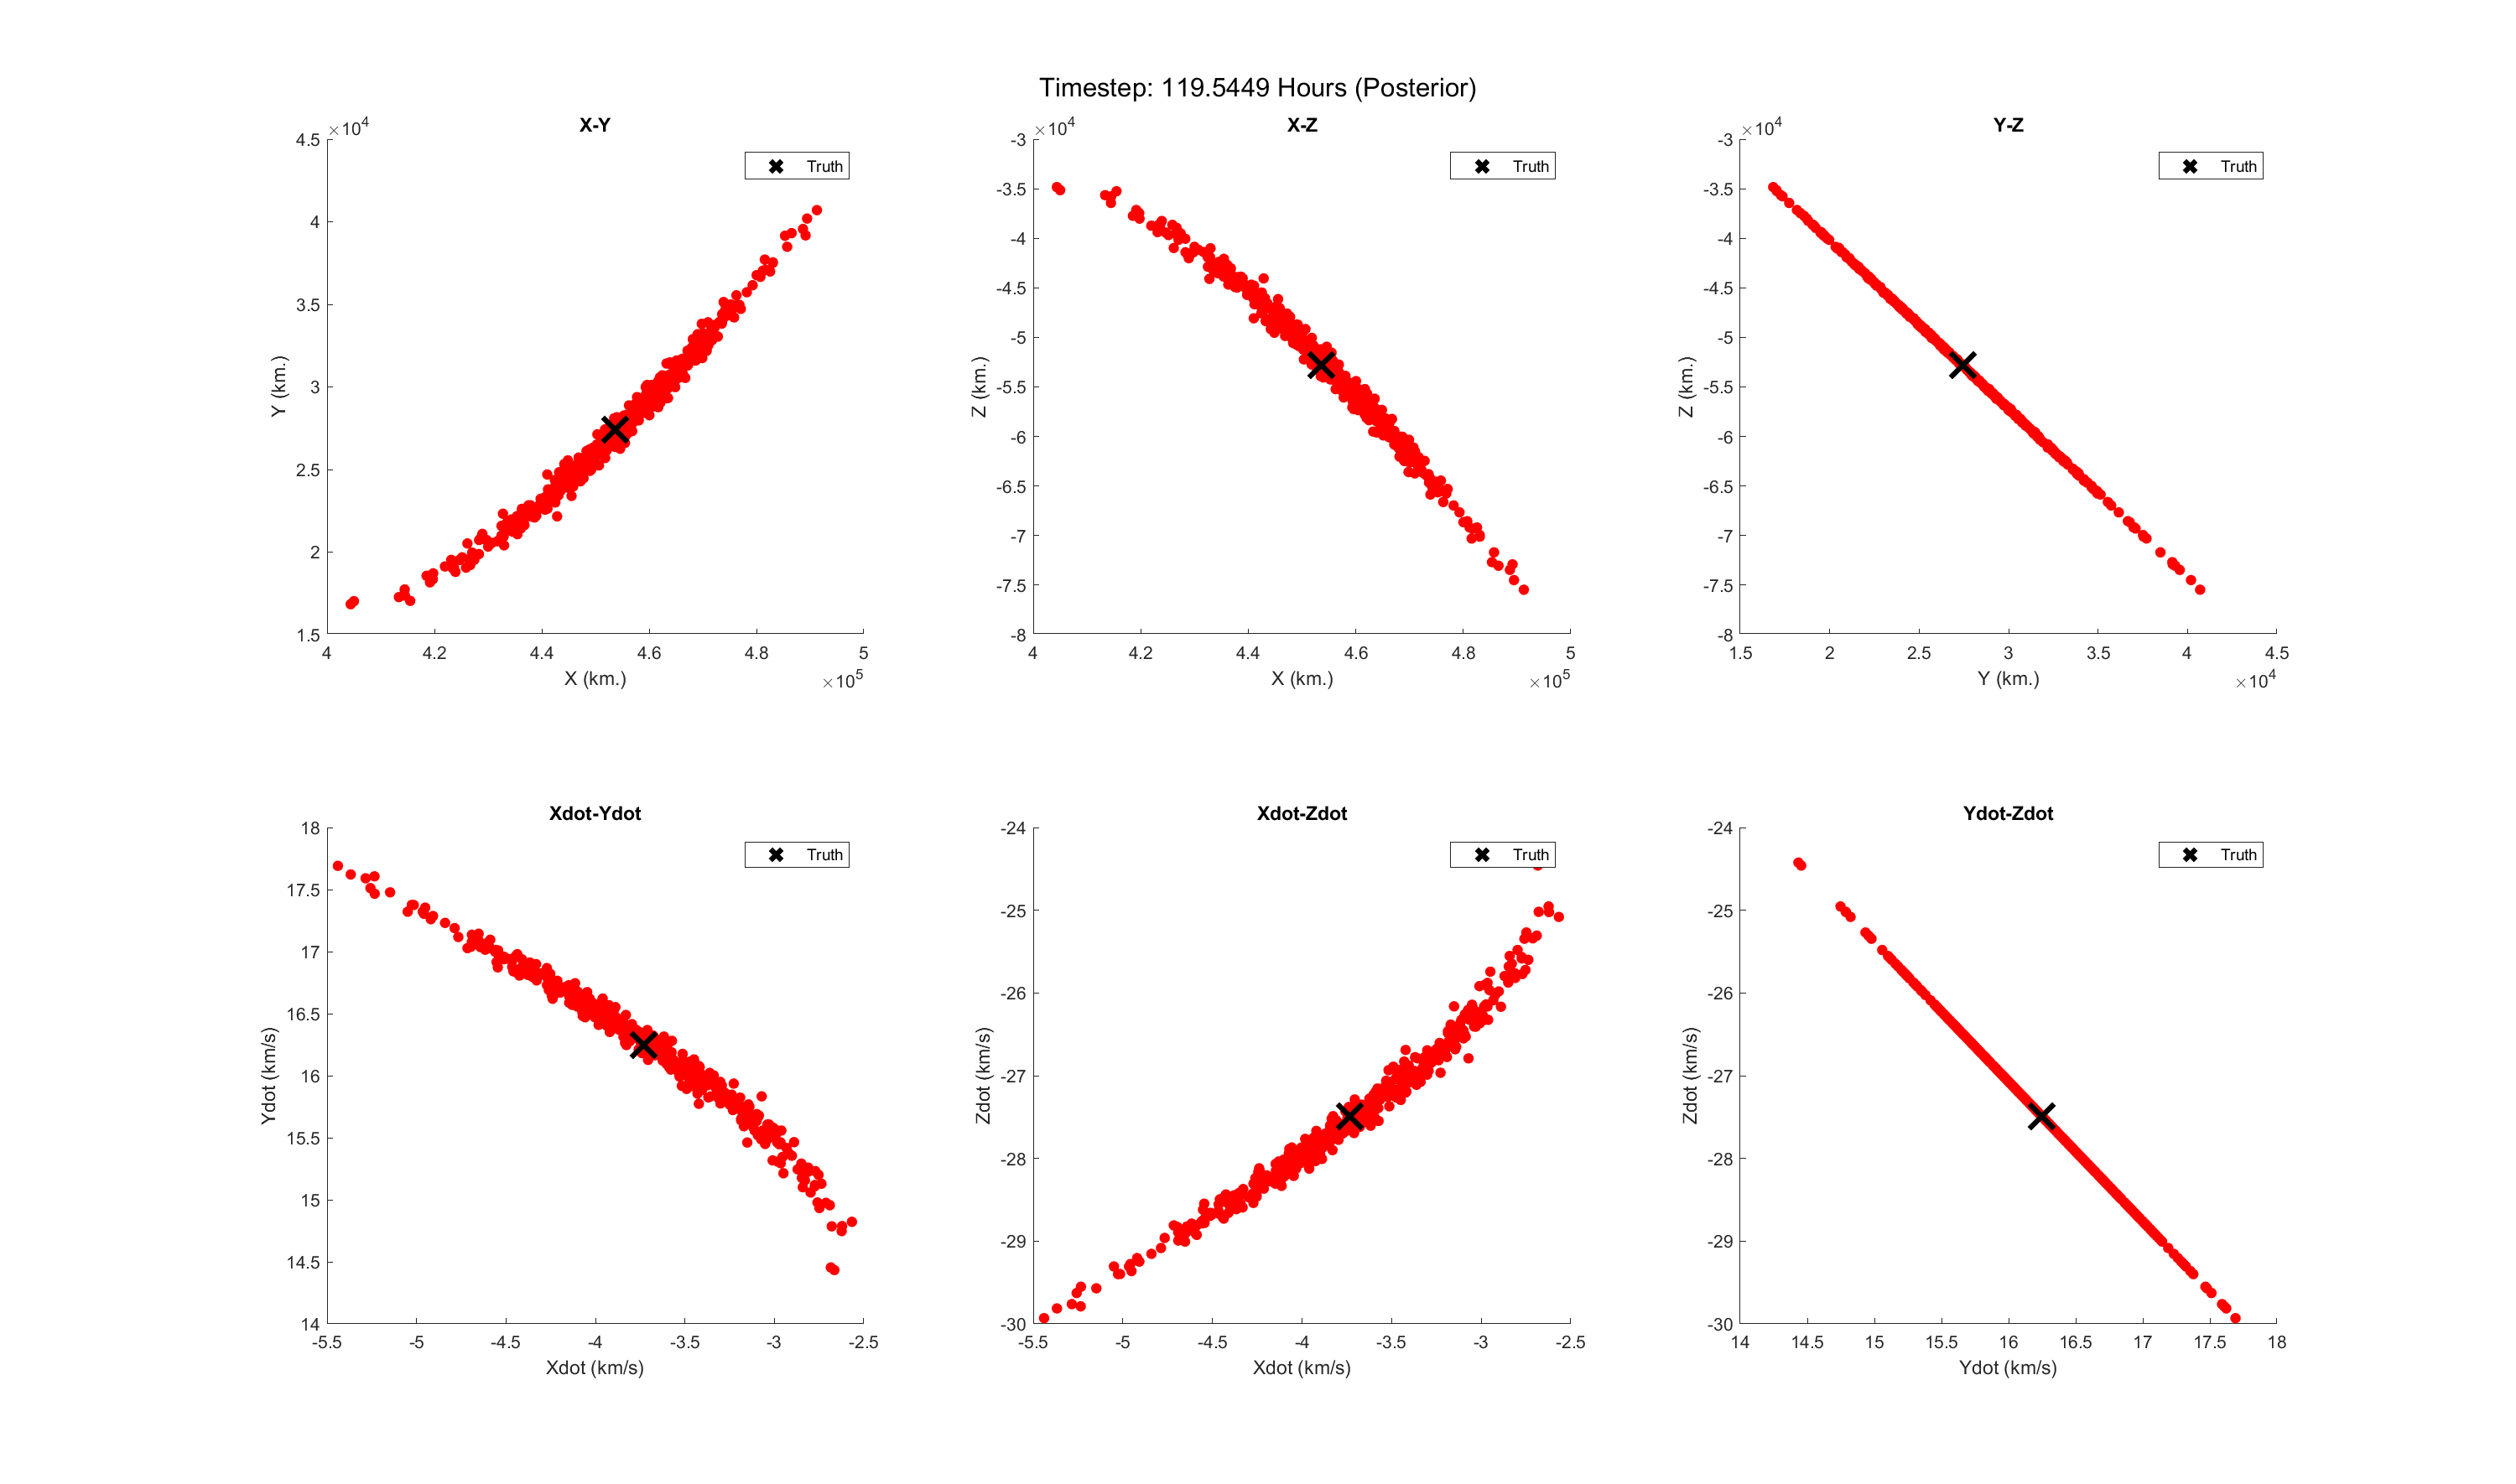 Timestep: 119.5449 Hours (Posterior)
X-Y
×10^4
4.5
4
3.5
3
2.5
2
1.5
Y (km.)
Truth
4 4.2 4.4 4.6 4.8 5
X (km.)
×10^5
X-Z
×10^4
-3
-3.5
-4
-4.5
-5
-5.5
-6
-6.5
-7
-7.5
-8
Z (km.)
Truth
4 4.2 4.4 4.6 4.8 5
X (km.)
×10^5
Y-Z
×10^4
-3
-3.5
-4
-4.5
-5
-5.5
-6
-6.5
-7
-7.5
-8
Z (km.)
Truth
1.5 2 2.5 3 3.5 4 4.5
Y (km.)
×10^4
Xdot-Ydot
18
17.5
17
16.5
16
15.5
15
14.5
14
Ydot (km/s)
Truth
-5.5 -5 -4.5 -4 -3.5 -3 -2.5
Xdot (km/s)
Xdot-Zdot
-24
-25
-26
-27
-28
-29
-30
Zdot (km/s)
Truth
-5.5 -5 -4.5 -4 -3.5 -3 -2.5
Xdot (km/s)
Ydot-Zdot
-24
-25
-26
-27
-28
-29
-30
Zdot (km/s)
Truth
14 14.5 15 15.5 16 16.5 17 17.5 18
Ydot (km/s)